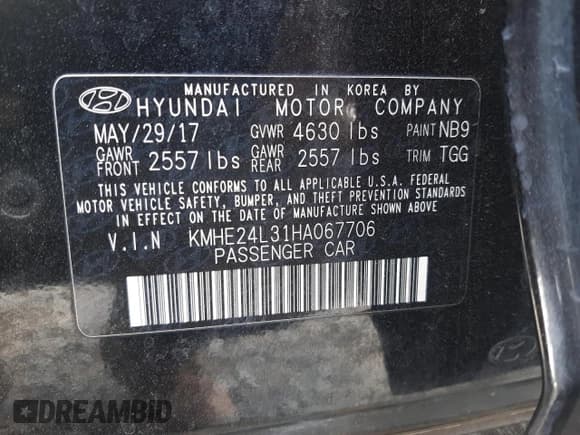 MANUFACTURED IN KOREA BY
HYUNDAI MOTOR COMPANY
MAY/29/17 GVWR 4630 lbs PAINT NB9
GAWR FRONT 2557 lbs GAWR REAR 2557 lbs TRIM TGG
THIS VEHICLE CONFORMS TO ALL APPLICABLE U.S.A. FEDERAL
MOTOR VEHICLE SAFETY, BUMPER, AND THEFT PREVENTION STANDARDS
IN EFFECT ON THE DATE OF MANUFACTURE SHOWN ABOVE
V.I.N KMHE24L31HA067706
PASSENGER CAR
DREAMBID